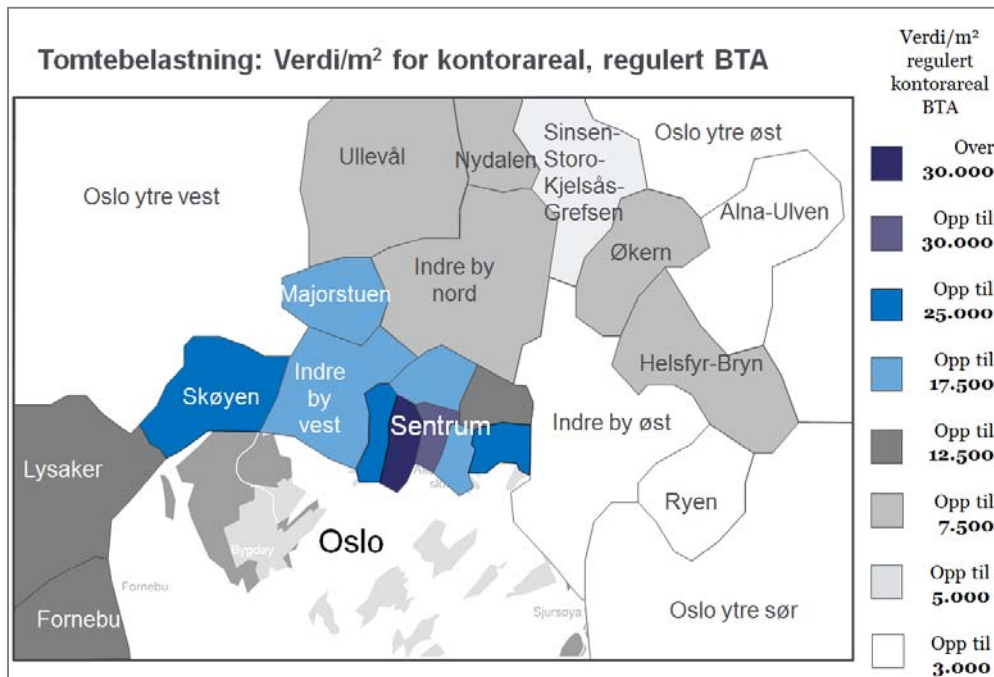 Tomtebelastning: Verdi/m² for kontorareal, regulert BTA
Verdi/m²
regulert
kontorareal
BTA
Over
30.000
Opp til
30.000
Opp til
25.000
Opp til
17.500
Opp til
12.500
Opp til
7.500
Opp til
5.000
Opp til
3.000
Oslo ytre vest
Ullevål
Nydalen
Sinsen-
Storo-
Kjelsås-
Grefsen
Oslo ytre øst
Alna-Ulven
Økern
Indre by
nord
Majorstuen
Helsfyr-Bryn
Skøyen
Indre
by
vest
Sentrum
Indre by øst
Lysaker
Ryen
Oslo
Bygdøy
Fornebu
Fornebu
Sjursøya
Oslo ytre sør